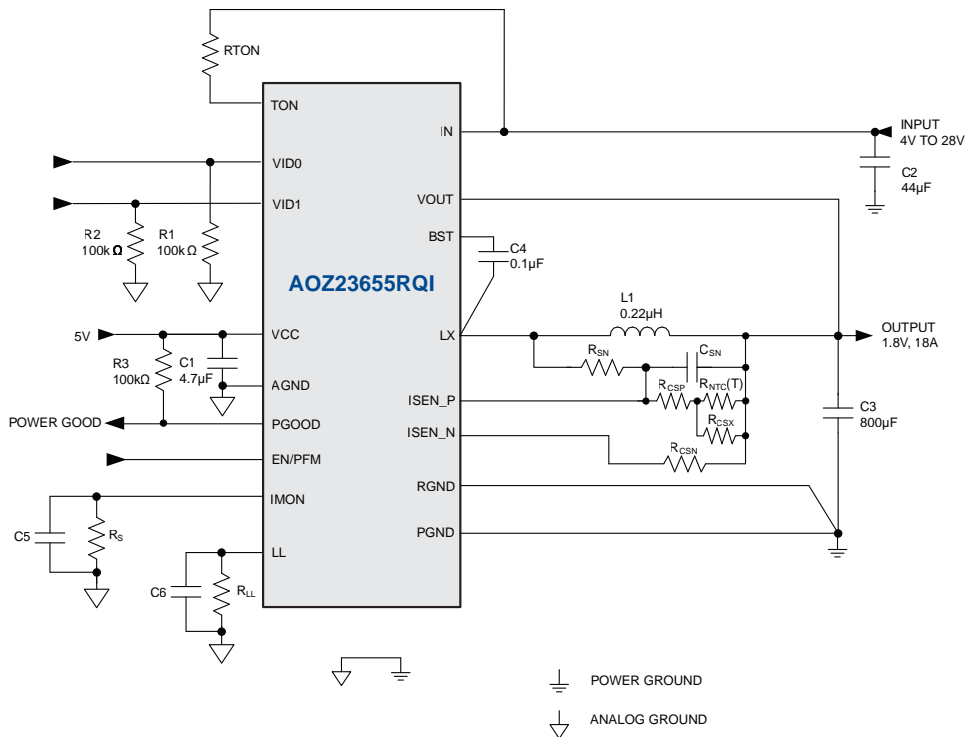 RTON
TON
IN
INPUT
4V TO 28V
C2
44µF
VID0
VID1
VOUT
R2
100kΩ
R1
100kΩ
BST
C4
0.1µF
AOZ23655RQI
L1
0.22µH
5V
VCC
LX
OUTPUT
1.8V, 18A
R3
100kΩ
C1
4.7µF
RSN
CSN
AGND
ISEN_P
RCSP
RNTC(T)
RCSX
C3
800µF
POWER GOOD
PGOOD
ISEN_N
RCSN
EN/PFM
RGND
IMON
C5
RS
PGND
LL
C6
RLL
POWER GROUND
ANALOG GROUND